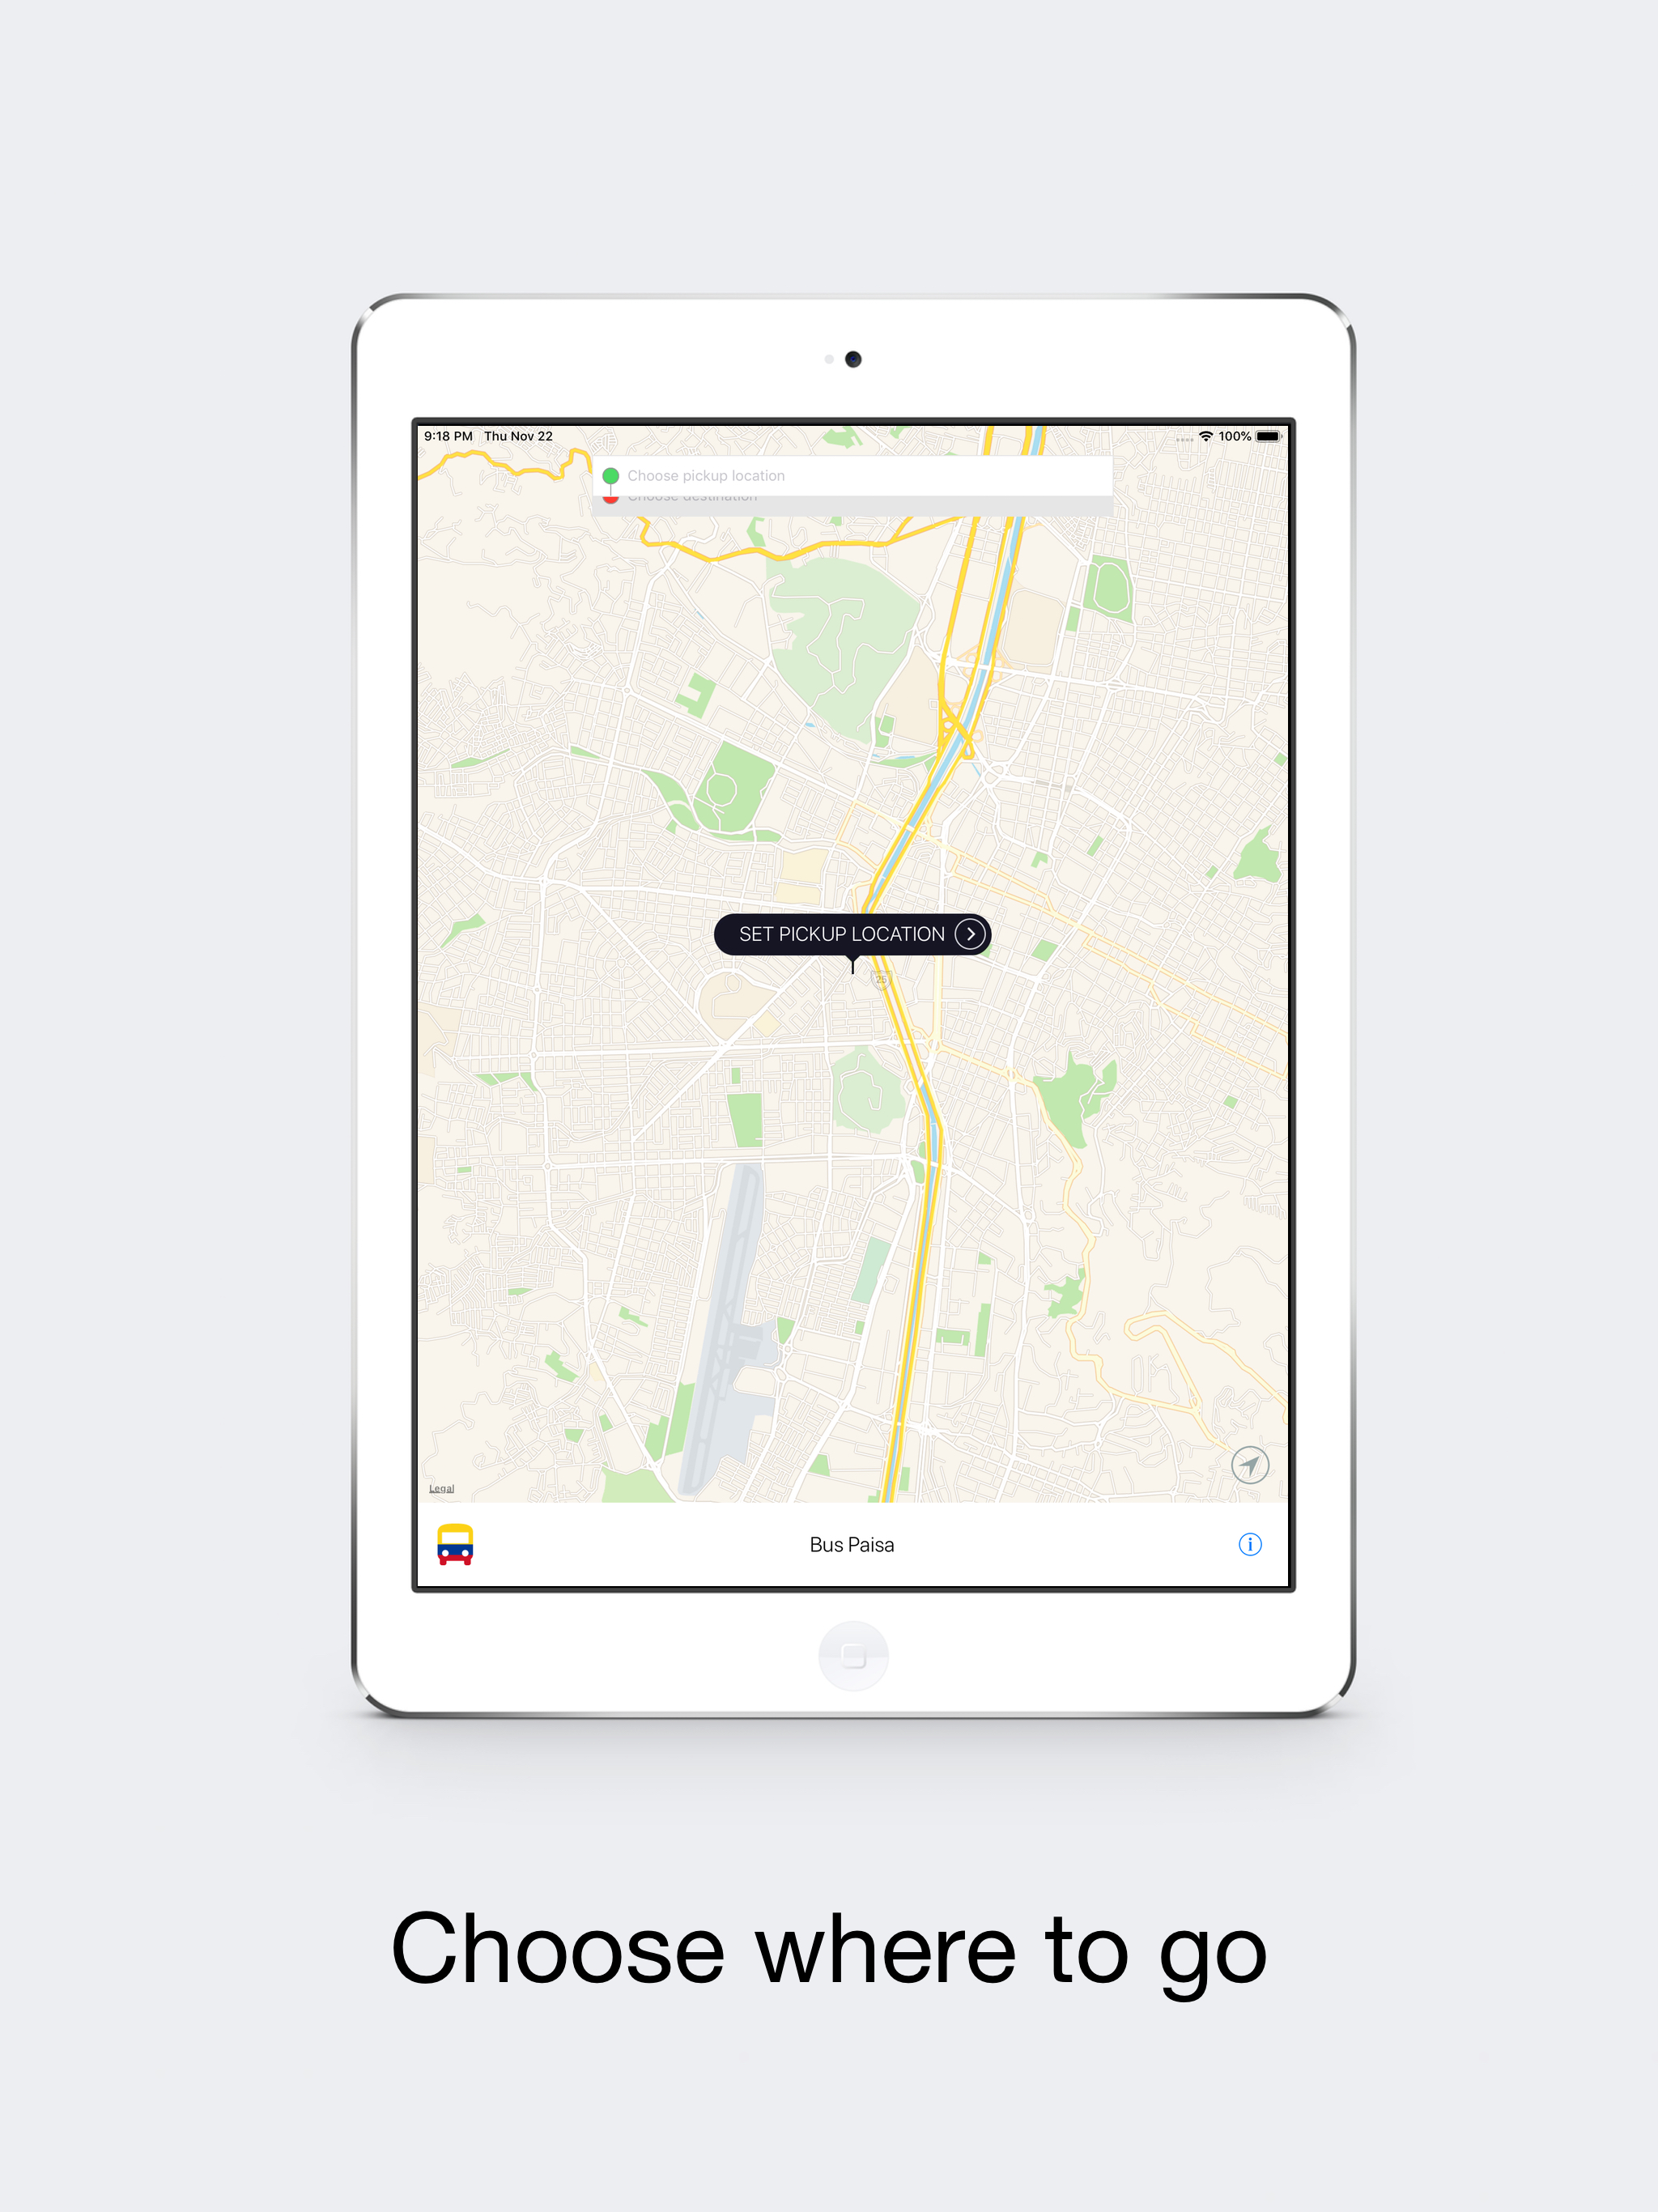 9:18 PM Thu Nov 22
100%
Choose pickup location
Choose destination
SET PICKUP LOCATION
25
Legal
Bus Paisa
Choose where to go